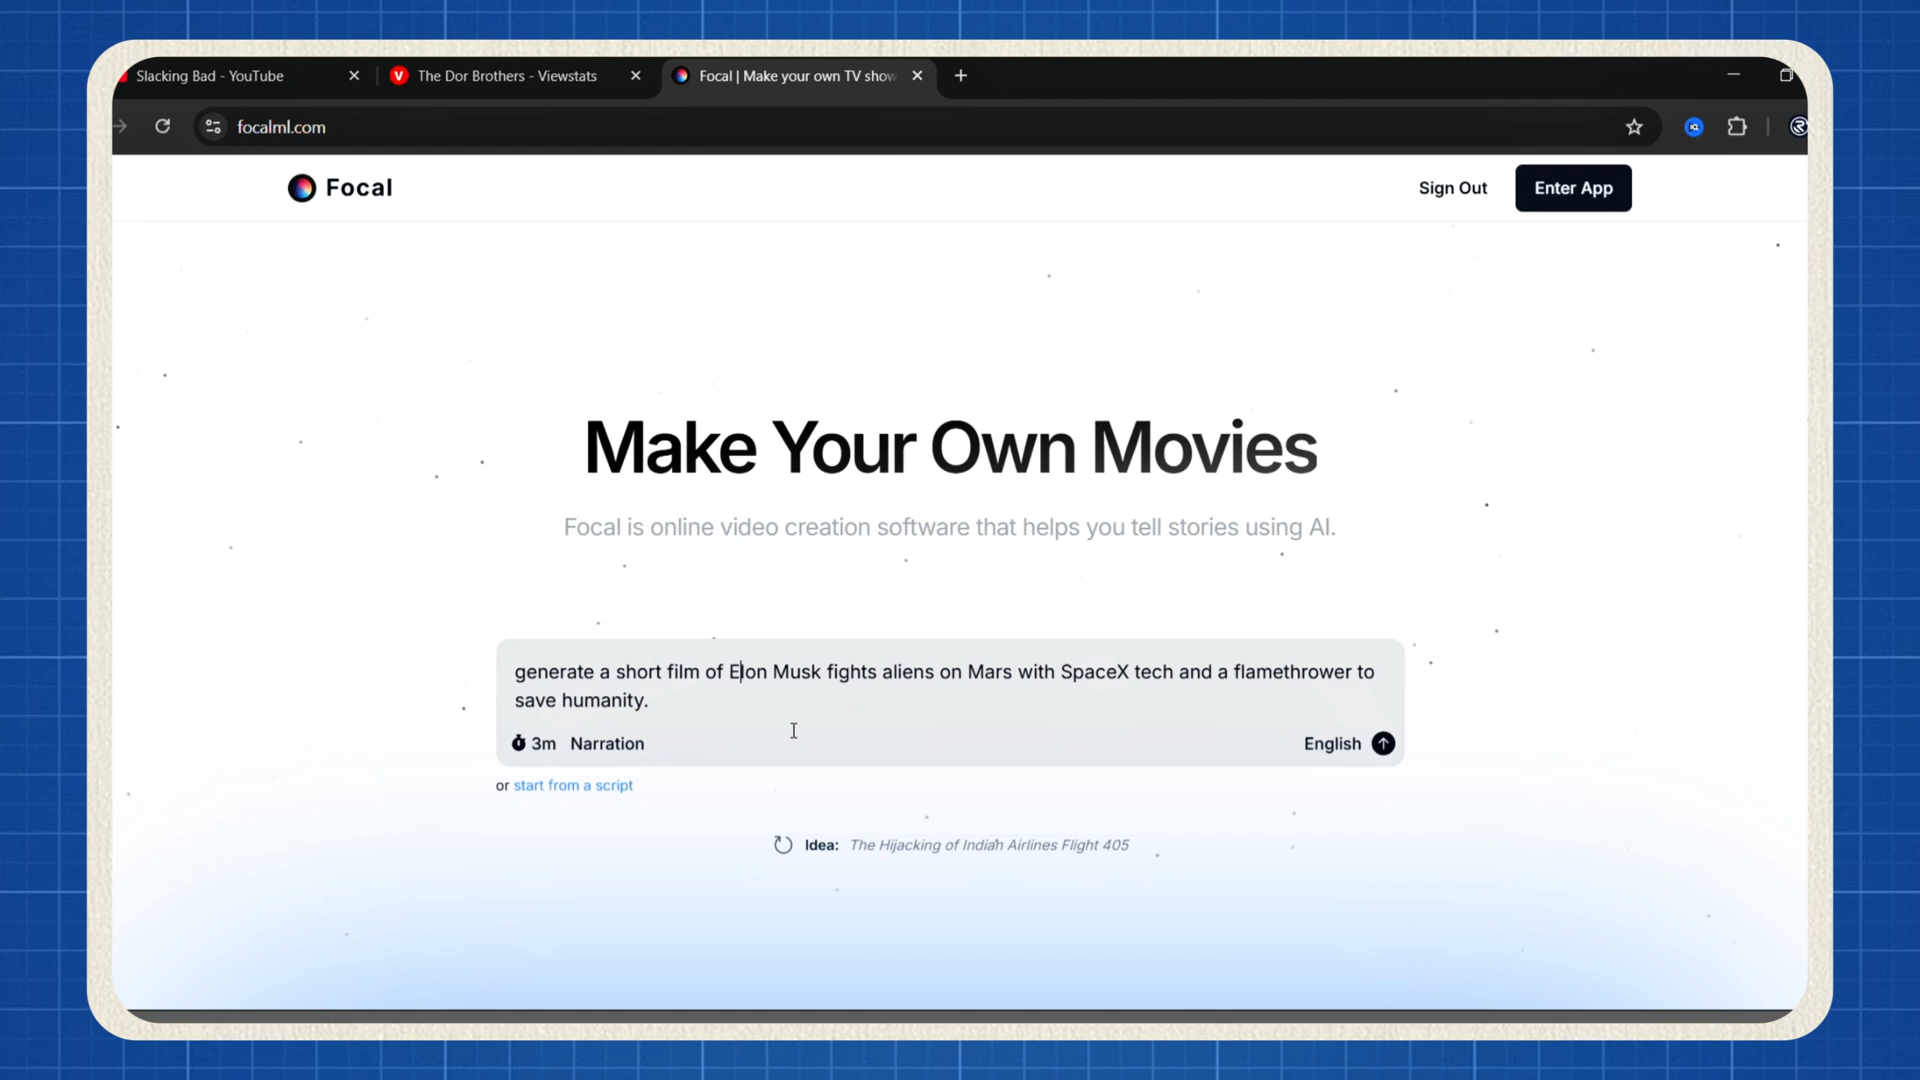 Slacking Bad - YouTube
The Dor Brothers - Viewstats
Focal | Make your own TV show
focalml.com
Focal
Sign Out
Enter App
Make Your Own Movies
Focal is online video creation software that helps you tell stories using AI.
generate a short film of Elon Musk fights aliens on Mars with SpaceX tech and a flamethrower to
save humanity.
3m Narration
English
or start from a script
Idea: The Hijacking of Indian Airlines Flight 405